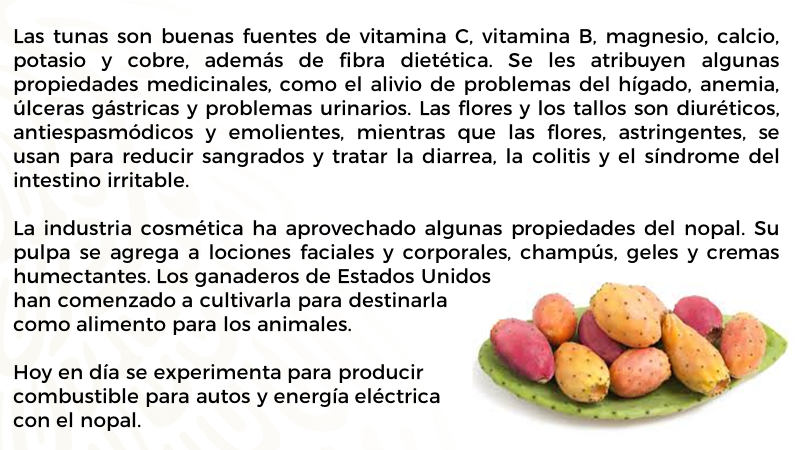 Las tunas son buenas fuentes de vitamina C, vitamina B, magnesio, calcio,
potasio y cobre, además de fibra dietética. Se les atribuyen algunas
propiedades medicinales, como el alivio de problemas del hígado, anemia,
úlceras gástricas y problemas urinarios. Las flores y los tallos son diuréticos,
antiespasmódicos y emolientes, mientras que las flores, astringentes, se
usan para reducir sangrados y tratar la diarrea, la colitis y el síndrome del
intestino irritable.
La industria cosmética ha aprovechado algunas propiedades del nopal. Su
pulpa se agrega a lociones faciales y corporales, champús, geles y cremas
humectantes. Los ganaderos de Estados Unidos
han comenzado a cultivarla para destinarla
como alimento para los animales.
Hoy en día se experimenta para producir
combustible para autos y energía eléctrica
con el nopal.